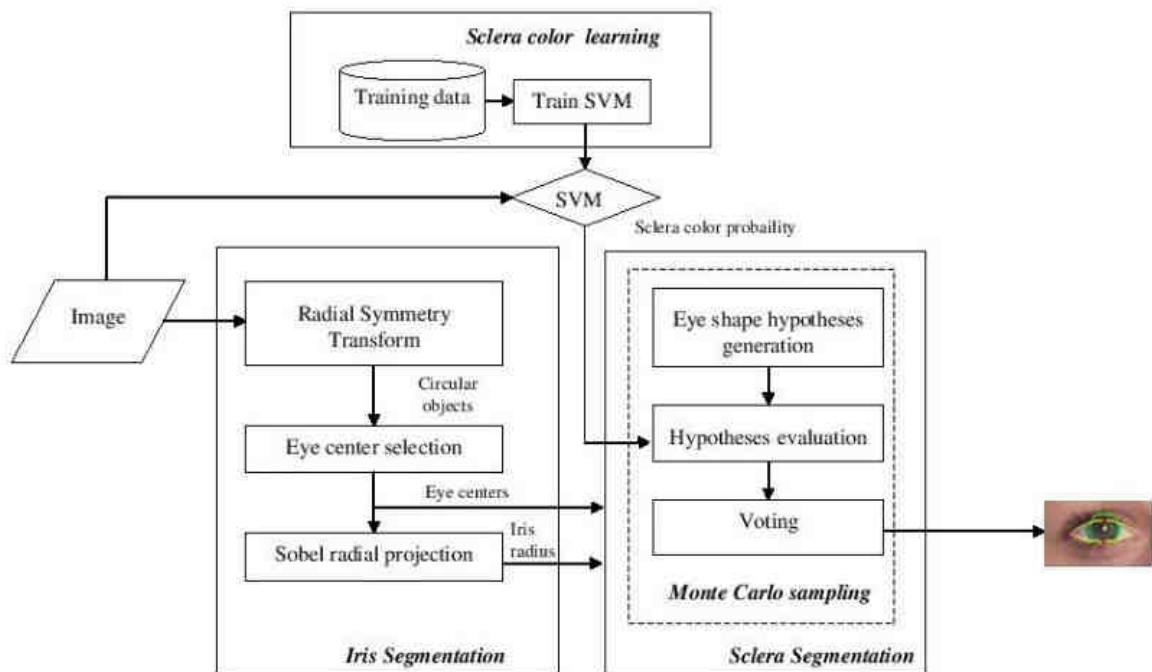 Sclera color learning
Training data
Train SVM
SVM
Sclera color probaility
Image
Radial Symmetry
Transform
Circular
objects
Eye center selection
Eye centers
Sobel radial projection
Iris
radius
Iris Segmentation
Eye shape hypotheses
generation
Hypotheses evaluation
Voting
Monte Carlo sampling
Sclera Segmentation